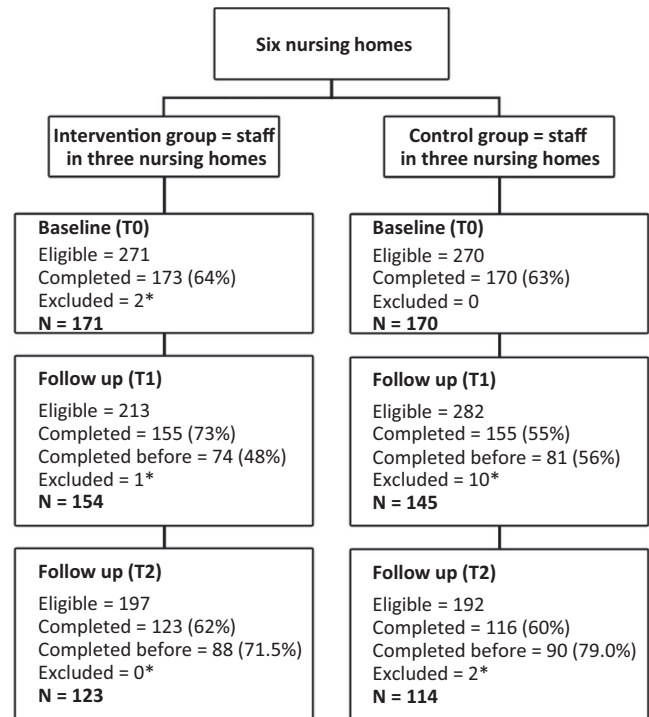 Six nursing homes
Intervention group = staff
in three nursing homes
Control group = staff
in three nursing homes
Baseline (T0)
Eligible = 271
Completed = 173 (64%)
Excluded = 2*
N = 171
Baseline (T0)
Eligible = 270
Completed = 170 (63%)
Excluded = 0
N = 170
Follow up (T1)
Eligible = 213
Completed = 155 (73%)
Completed before = 74 (48%)
Excluded = 1*
N = 154
Follow up (T1)
Eligible = 282
Completed = 155 (55%)
Completed before = 81 (56%)
Excluded = 10*
N = 145
Follow up (T2)
Eligible = 197
Completed = 123 (62%)
Completed before = 88 (71.5%)
Excluded = 0*
N = 123
Follow up (T2)
Eligible = 192
Completed = 116 (60%)
Completed before = 90 (79.0%)
Excluded = 2*
N = 114